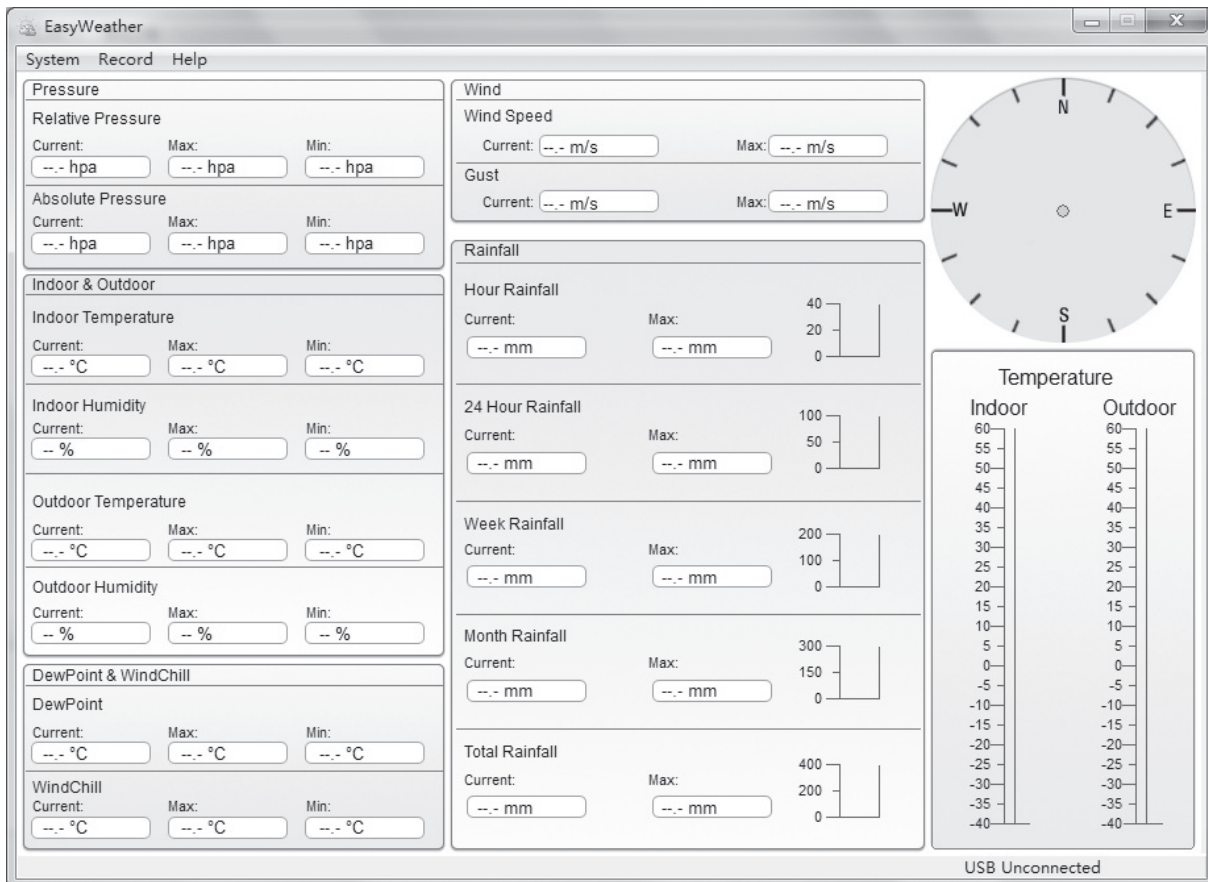 EasyWeather
System Record Help
Pressure
Relative Pressure
Current: Max: Min:
--.- hpa --.- hpa --.- hpa
Absolute Pressure
Current: Max: Min:
--.- hpa --.- hpa --.- hpa
Indoor & Outdoor
Indoor Temperature
Current: Max: Min:
--.- °C --.- °C --.- °C
Indoor Humidity
Current: Max: Min:
-- % -- % -- %
Outdoor Temperature
Current: Max: Min:
--.- °C --.- °C --.- °C
Outdoor Humidity
Current: Max: Min:
-- % -- % -- %
DewPoint & WindChill
DewPoint
Current: Max: Min:
--.- °C --.- °C --.- °C
WindChill
Current: Max: Min:
--.- °C --.- °C --.- °C
Wind
Wind Speed
Current: --.- m/s Max: --.- m/s
Gust
Current: --.- m/s Max: --.- m/s
Rainfall
Hour Rainfall
Current: Max:
--.- mm --.- mm
40
20
0
24 Hour Rainfall
Current: Max:
--.- mm --.- mm
100
50
0
Week Rainfall
Current: Max:
--.- mm --.- mm
200
100
0
Month Rainfall
Current: Max:
--.- mm --.- mm
300
150
0
Total Rainfall
Current: Max:
--.- mm --.- mm
400
200
0
N
W E
S
Temperature
Indoor Outdoor
60 60
55 55
50 50
45 45
40 40
35 35
30 30
25 25
20 20
15 15
10 10
5 5
0 0
-5 -5
-10 -10
-15 -15
-20 -20
-25 -25
-30 -30
-35 -35
-40 -40
USB Unconnected